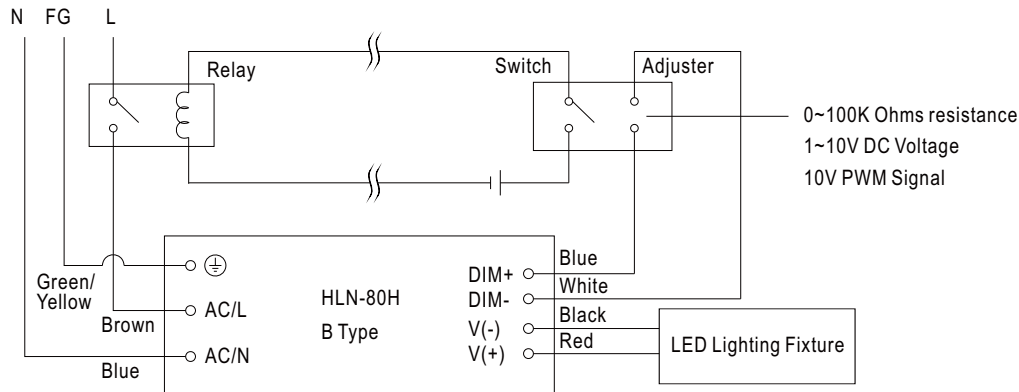 N FG L
Relay
Switch
Adjuster
0~100K Ohms resistance
1~10V DC Voltage
10V PWM Signal
Green/
Yellow
Brown
Blue
AC/L
AC/N
HLN-80H
B Type
DIM+
DIM-
V(-)
V(+)
Blue
White
Black
Red
LED Lighting Fixture